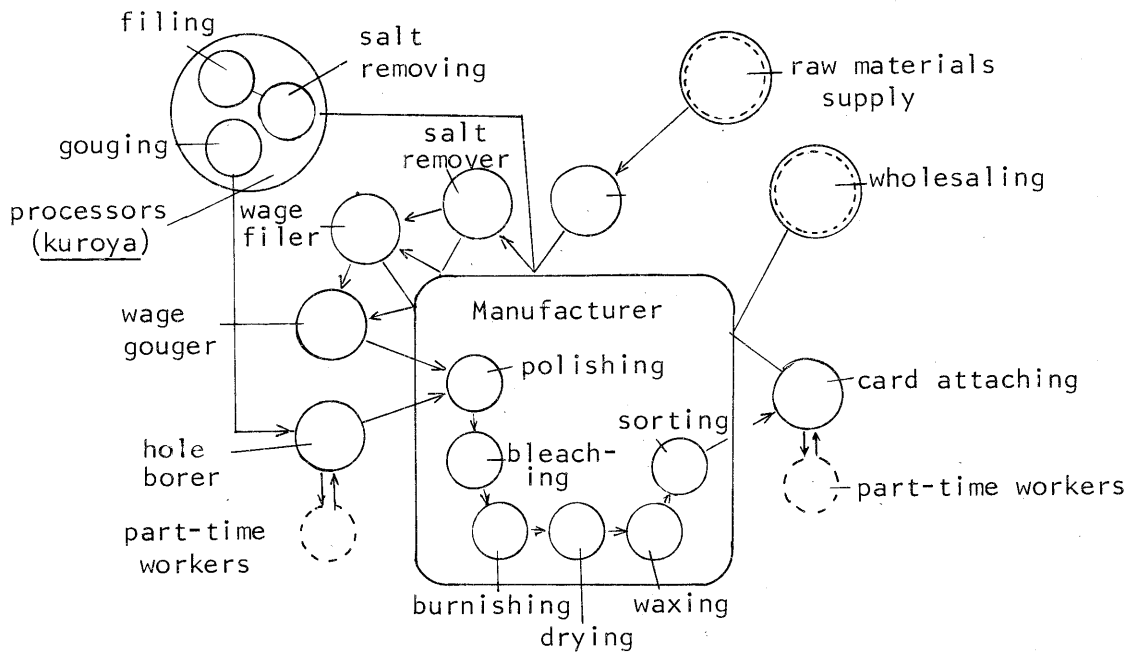 filing
salt
removing
gouging
processors
(kuroya)
raw materials
supply
wholesaling
salt
remover
wage
filer
wage
gouger
Manufacturer
polishing
card attaching
sorting
hole
borer
bleach-
ing
part-time workers
part-time
workers
burnishing
waxing
drying